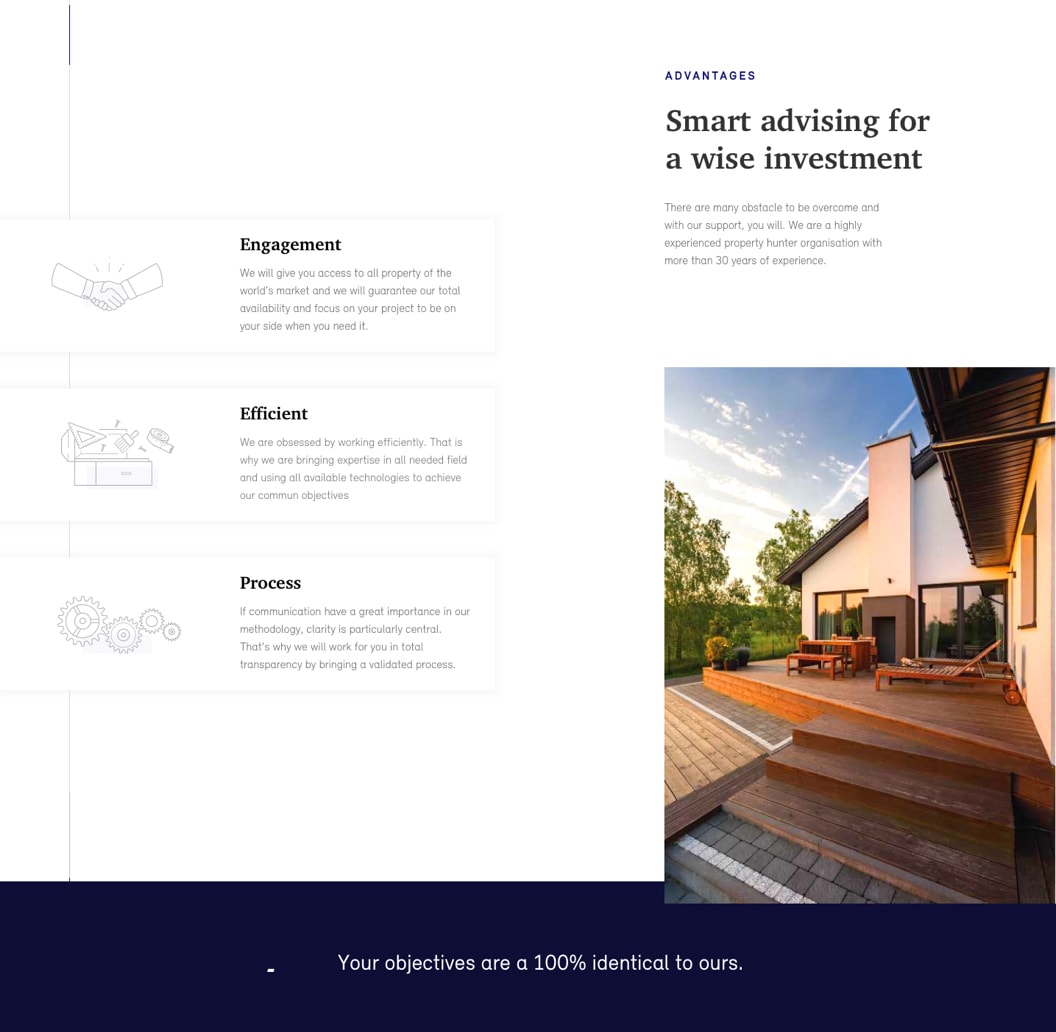 ADVANTAGES
Smart advising for
a wise investment
There are many obstacle to be overcome and
with our support, you will. We are a highly
experienced property hunter organisation with
more than 30 years of experience.
Engagement
We will give you access to all property of the
world's market and we will guarantee our total
availability and focus on your project to be on
your side when you need it.
Efficient
We are obsessed by working efficiently. That is
why we are bringing expertise in all needed field
and using all available technologies to achieve
our commun objectives
Process
If communication have a great importance in our
methodology, clarity is particularly central.
That's why we will work for you in total
transparency by bringing a validated process.
Your objectives are a 100% identical to ours.